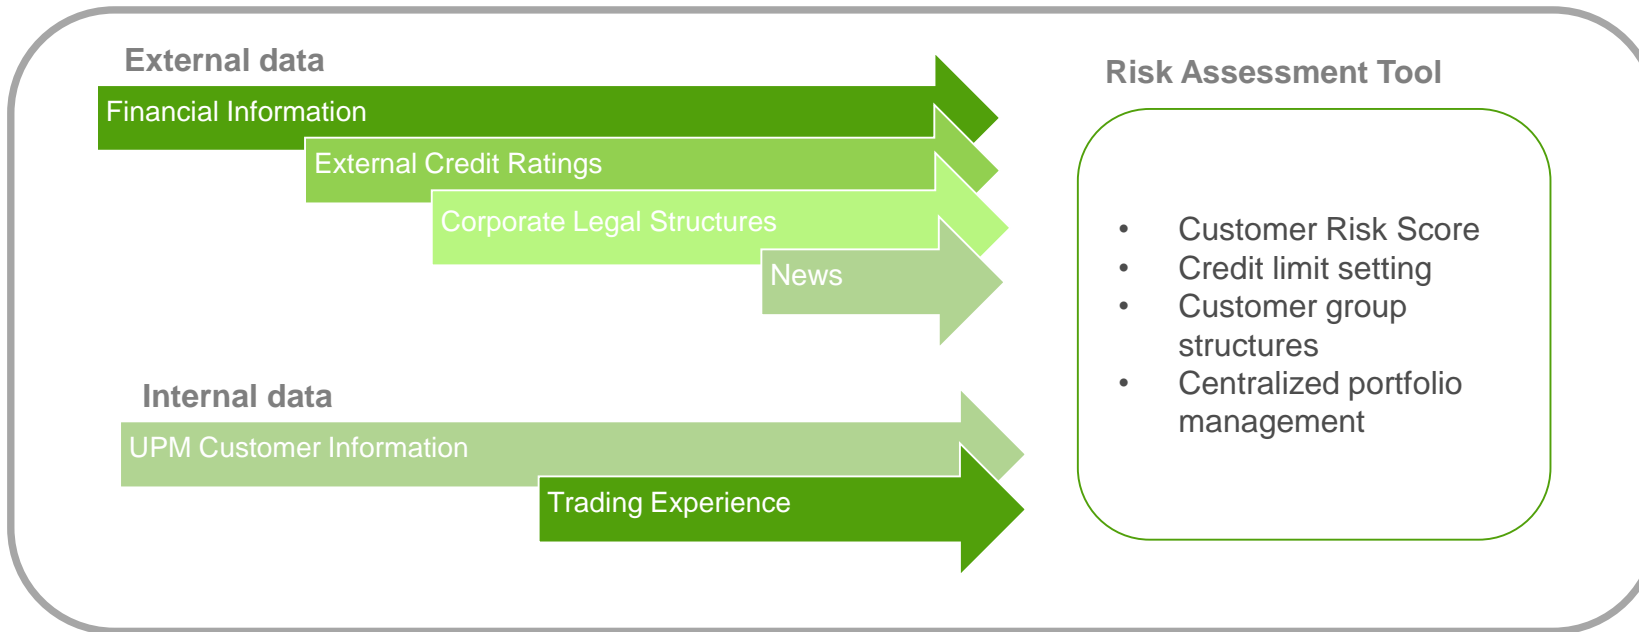 External data
Financial Information
External Credit Ratings
Corporate Legal Structures
News
Internal data
UPM Customer Information
Trading Experience
Risk Assessment Tool
• Customer Risk Score
• Credit limit setting
• Customer group
structures
• Centralized portfolio
management